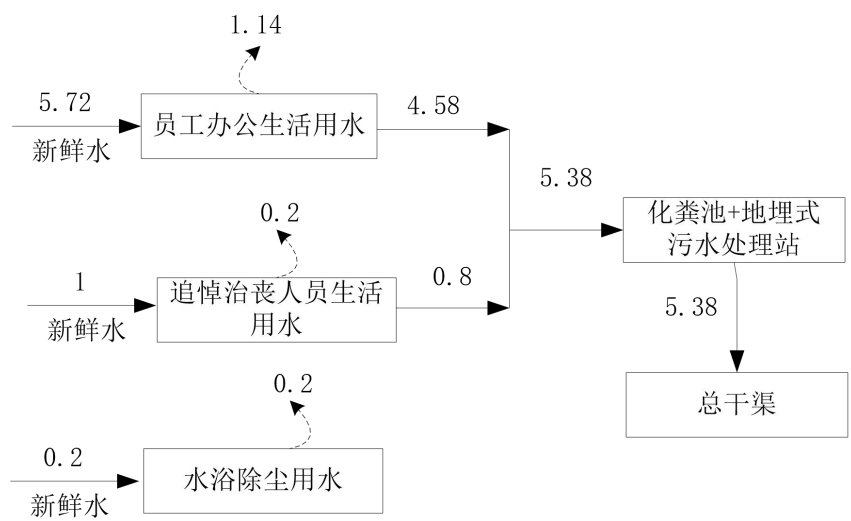 1.14
5.72
员工办公生活用水
4.58
新鲜水
5.38
化粪池+地埋式
污水处理站
0.2
1
追悼治丧人员生活
用水
0.8
新鲜水
5.38
总干渠
0.2
0.2
水浴除尘用水
新鲜水